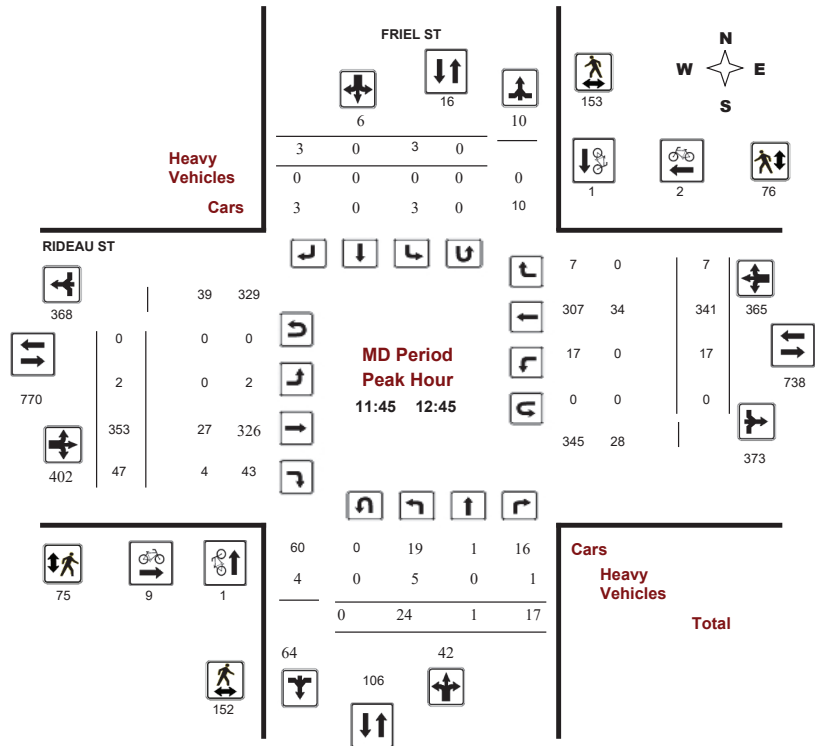 FRIEL ST
N
W E
S
16
153
6 10
3 0 3 0
Heavy
Vehicles
0 0 0 0 0
Cars
3 0 3 0 10
1 2 76
RIDEAU ST
368
39 329
0 0 0
770
2 0 2
353 27 326
402
47 4 43
MD Period
Peak Hour
11:45 12:45
7 0 7
307 34 341
365
17 0 17
738
0 0 0
345 28
373
75 9 1
60 0 19 1 16
Cars
4 0 5 0 1
Heavy
Vehicles
0 24 1 17
Total
64 42
106
152